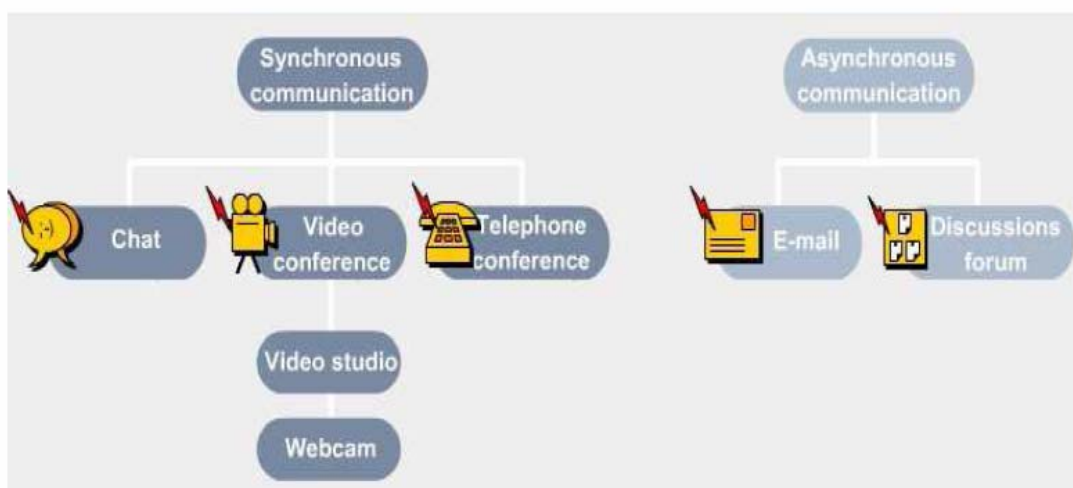 Synchronous
communication
Asynchronous
communication
Chat
Video
conference
Telephone
conference
E-mail
Discussions
forum
Video studio
Webcam